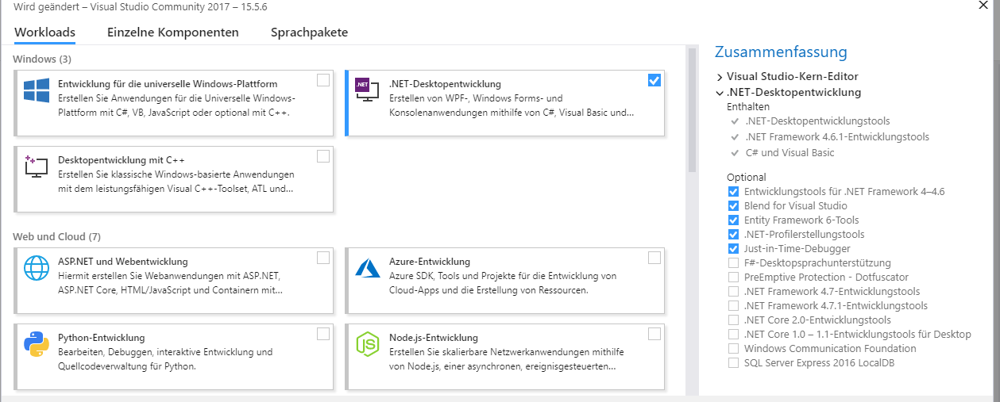 Wird geändert – Visual Studio Community 2017 – 15.5.6
Workloads
Einzelne Komponenten
Sprachpakete
Windows (3)
Entwicklung für die universelle Windows-Plattform
Erstellen Sie Anwendungen für die Universelle Windows-
Plattform mit C#, VB, JavaScript oder optional mit C++.
.NET
.NET-Desktopentwicklung
Erstellen von WPF-, Windows Forms- und
Konsolenanwendungen mithilfe von C#, Visual Basic und...
Desktopentwicklung mit C++
Erstellen Sie klassische Windows-basierte Anwendungen
mit dem leistungsfähigen Visual C++-Toolset, ATL und...
Web und Cloud (7)
ASP.NET und Webentwicklung
Hiermit erstellen Sie Webanwendungen mit ASP.NET,
ASP.NET Core, HTML/JavaScript und Containern mit...
Azure-Entwicklung
Azure SDK, Tools und Projekte für die Entwicklung von
Cloud-Apps und die Erstellung von Ressourcen.
Python-Entwicklung
Bearbeiten, Debuggen, interaktive Entwicklung und
Quellcodeverwaltung für Python.
JS
Node.js-Entwicklung
Erstellen Sie skalierbare Netzwerkanwendungen mithilfe
von Node.js, einer asynchronen, ereignisgesteuerten...
Zusammenfassung
Visual Studio-Kern-Editor
.NET-Desktopentwicklung
Enthalten
.NET-Desktopentwicklungstools
.NET Framework 4.6.1-Entwicklungstools
C# und Visual Basic
Optional
Entwicklungstools für .NET Framework 4–4.6
Blend for Visual Studio
Entity Framework 6-Tools
.NET-Profilerstellungstools
Just-in-Time-Debugger
F#-Desktopsprachunterstützung
PreEmptive Protection - Dotfuscator
.NET Framework 4.7-Entwicklungstools
.NET Framework 4.7.1-Entwicklungstools
.NET Core 2.0-Entwicklungstools
.NET Core 1.0 – 1.1-Entwicklungstools für Desktop
Windows Communication Foundation
SQL Server Express 2016 LocalDB